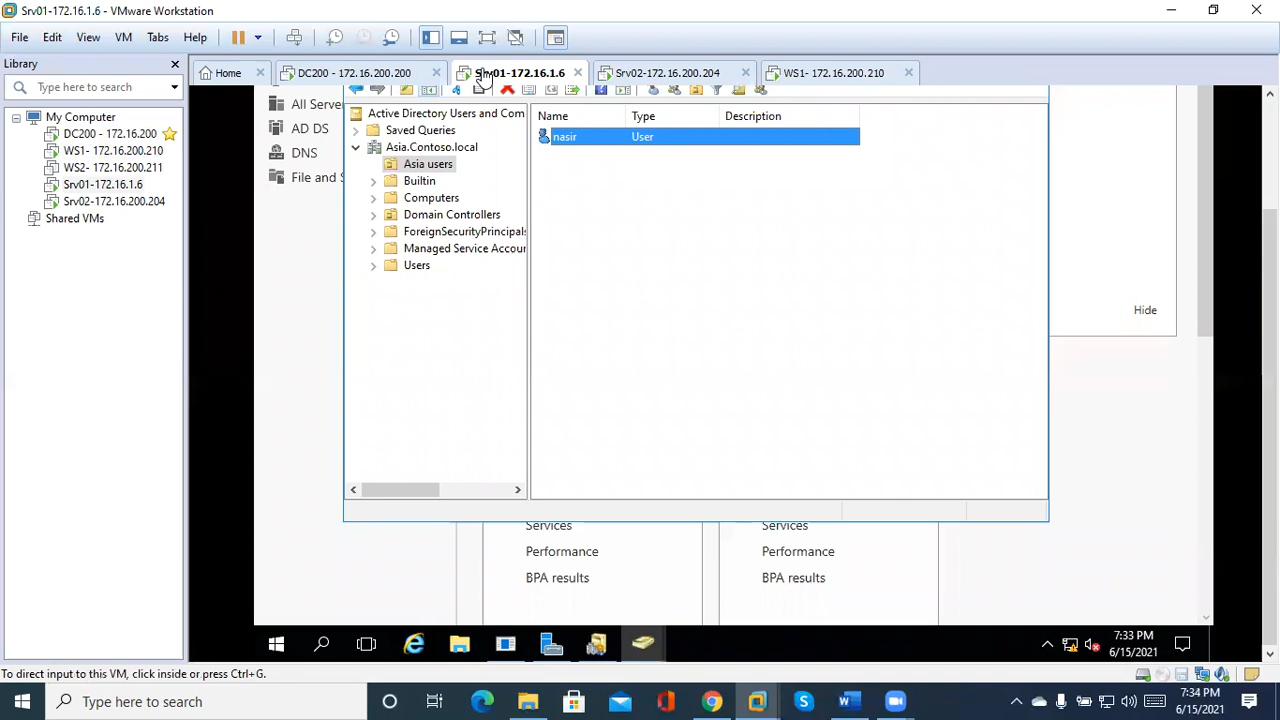 Srv01-172.16.1.6 - VMware Workstation
File Edit View VM Tabs Help
Library
Type here to search
My Computer
DC200 - 172.16.200
WS1- 172.16.200.210
WS2- 172.16.200.211
Srv01-172.16.1.6
Srv02-172.16.200.204
Shared VMs
Home
DC200 - 172.16.200.200
Srv01-172.16.1.6
Srv02-172.16.200.204
WS1- 172.16.200.210
All Server
AD DS
DNS
File and S
Active Directory Users and Com
Saved Queries
Asia.Contoso.local
Asia users
Builtin
Computers
Domain Controllers
ForeignSecurityPrincipals
Managed Service Accour
Users
Name Type Description
nasir User
Hide
Services Services
Performance Performance
BPA results BPA results
7:33 PM
6/15/2021
To direct input to this VM, click inside or press Ctrl+G.
Type here to search
7:34 PM
6/15/2021